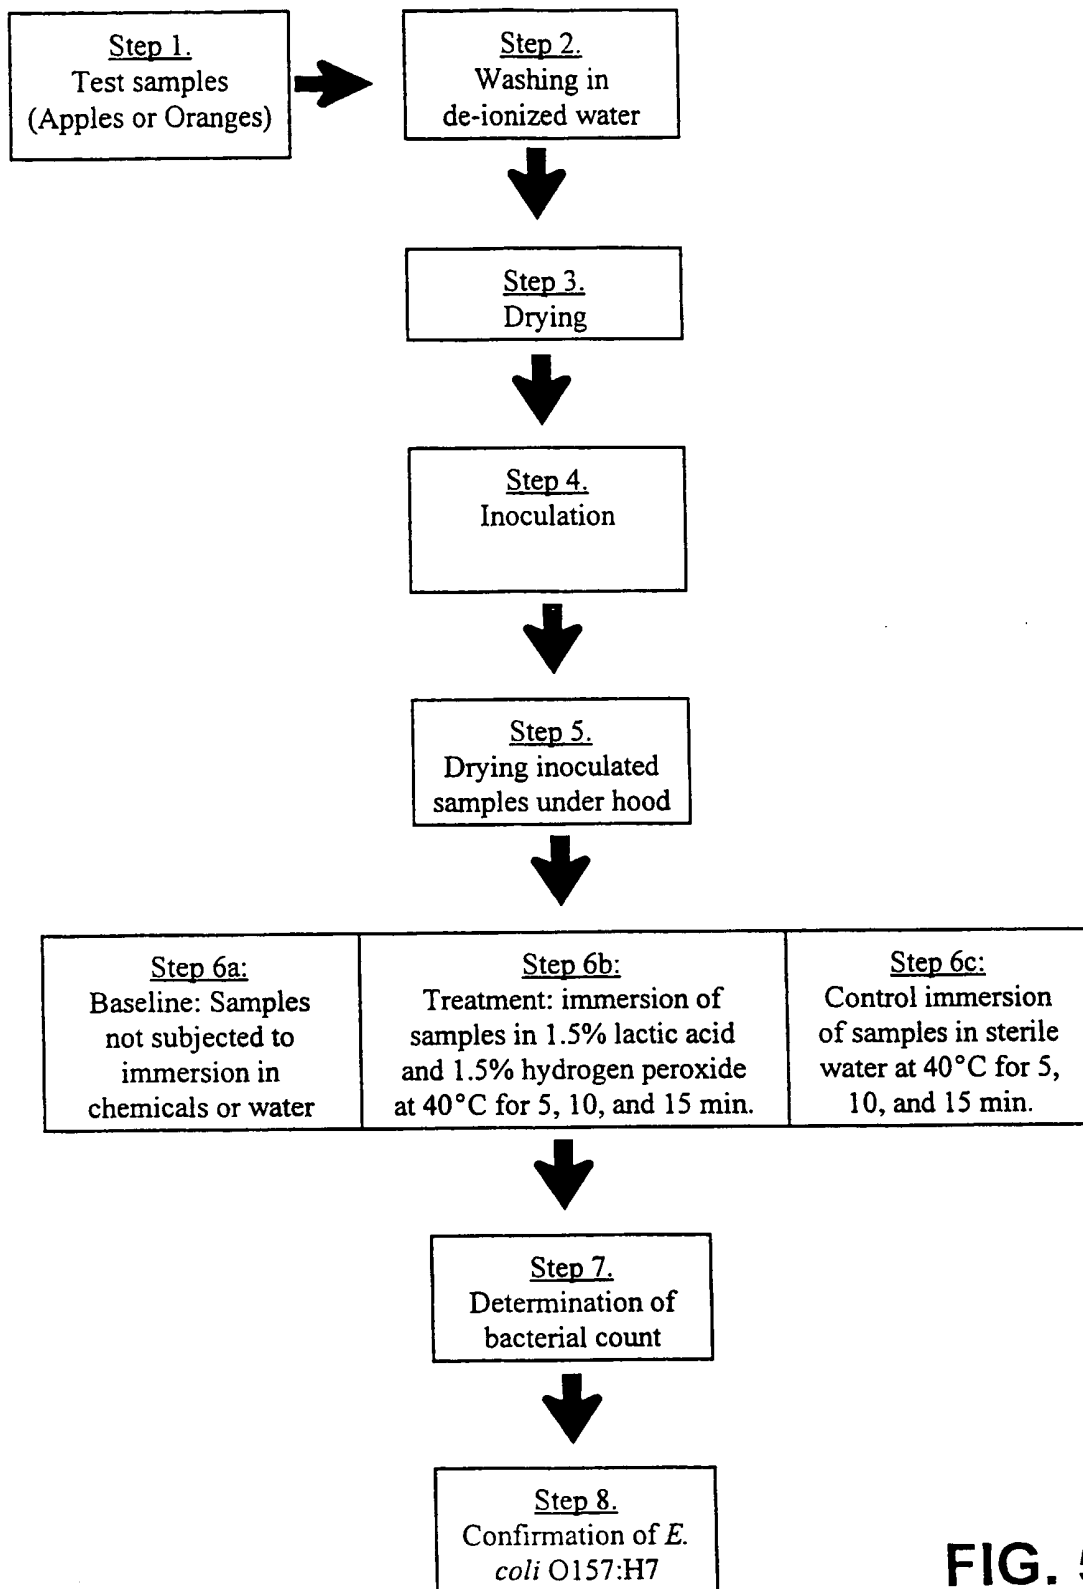 Step 1.
Test samples
(Apples or Oranges)
Step 2.
Washing in
de-ionized water
Step 3.
Drying
Step 4.
Inoculation
Step 5.
Drying inoculated
samples under hood
Step 6a:
Baseline: Samples
not subjected to
immersion in
chemicals or water
Step 6b:
Treatment: immersion of
samples in 1.5% lactic acid
and 1.5% hydrogen peroxide
at 40°C for 5, 10, and 15 min.
Step 6c:
Control immersion
of samples in sterile
water at 40°C for 5,
10, and 15 min.
Step 7.
Determination of
bacterial count
Step 8.
Confirmation of E.
coli O157:H7
FIG. 5